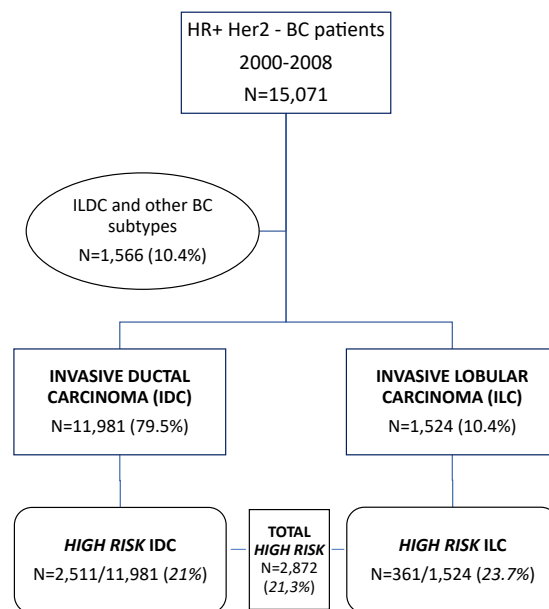 HR+ Her2 - BC patients
2000-2008
N=15,071
ILDC and other BC
subtypes
N=1,566 (10.4%)
INVASIVE DUCTAL
CARCINOMA (IDC)
N=11,981 (79.5%)
INVASIVE LOBULAR
CARCINOMA (ILC)
N=1,524 (10.4%)
HIGH RISK IDC
N=2,511/11,981 (21%)
TOTAL
HIGH RISK
N=2,872
(21,3%)
HIGH RISK ILC
N=361/1,524 (23.7%)